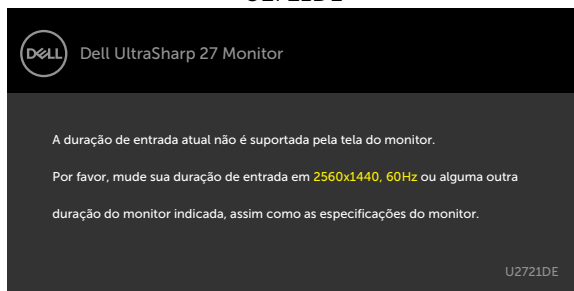 DELL
Dell UltraSharp 27 Monitor
A duração de entrada atual não é suportada pela tela do monitor.
Por favor, mude sua duração de entrada em 2560x1440, 60Hz ou alguma outra
duração do monitor indicada, assim como as especificações do monitor.
U2721DE